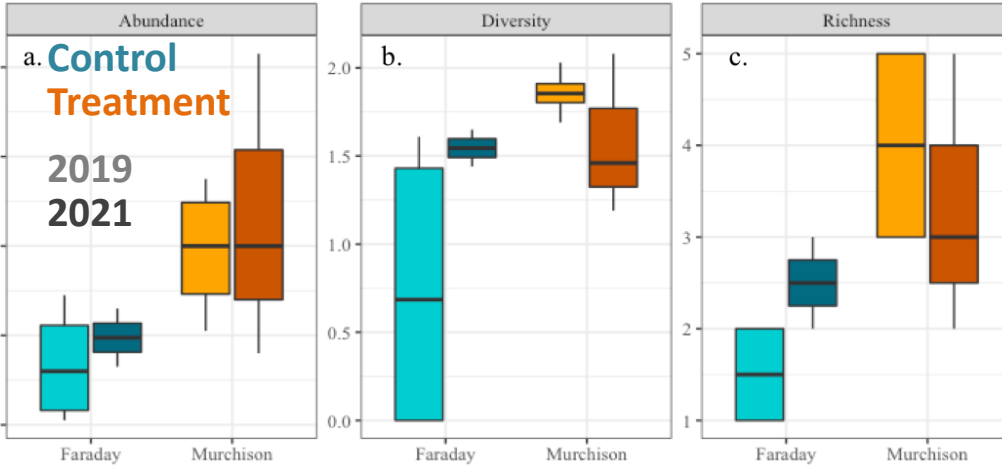 Abundance
Diversity
Richness
a. Control
Treatment
2019
2021
b.
2.0
1.5
1.0
0.5
0.0
c.
5
4
3
2
1
Faraday
Murchison
Faraday
Murchison
Faraday
Murchison